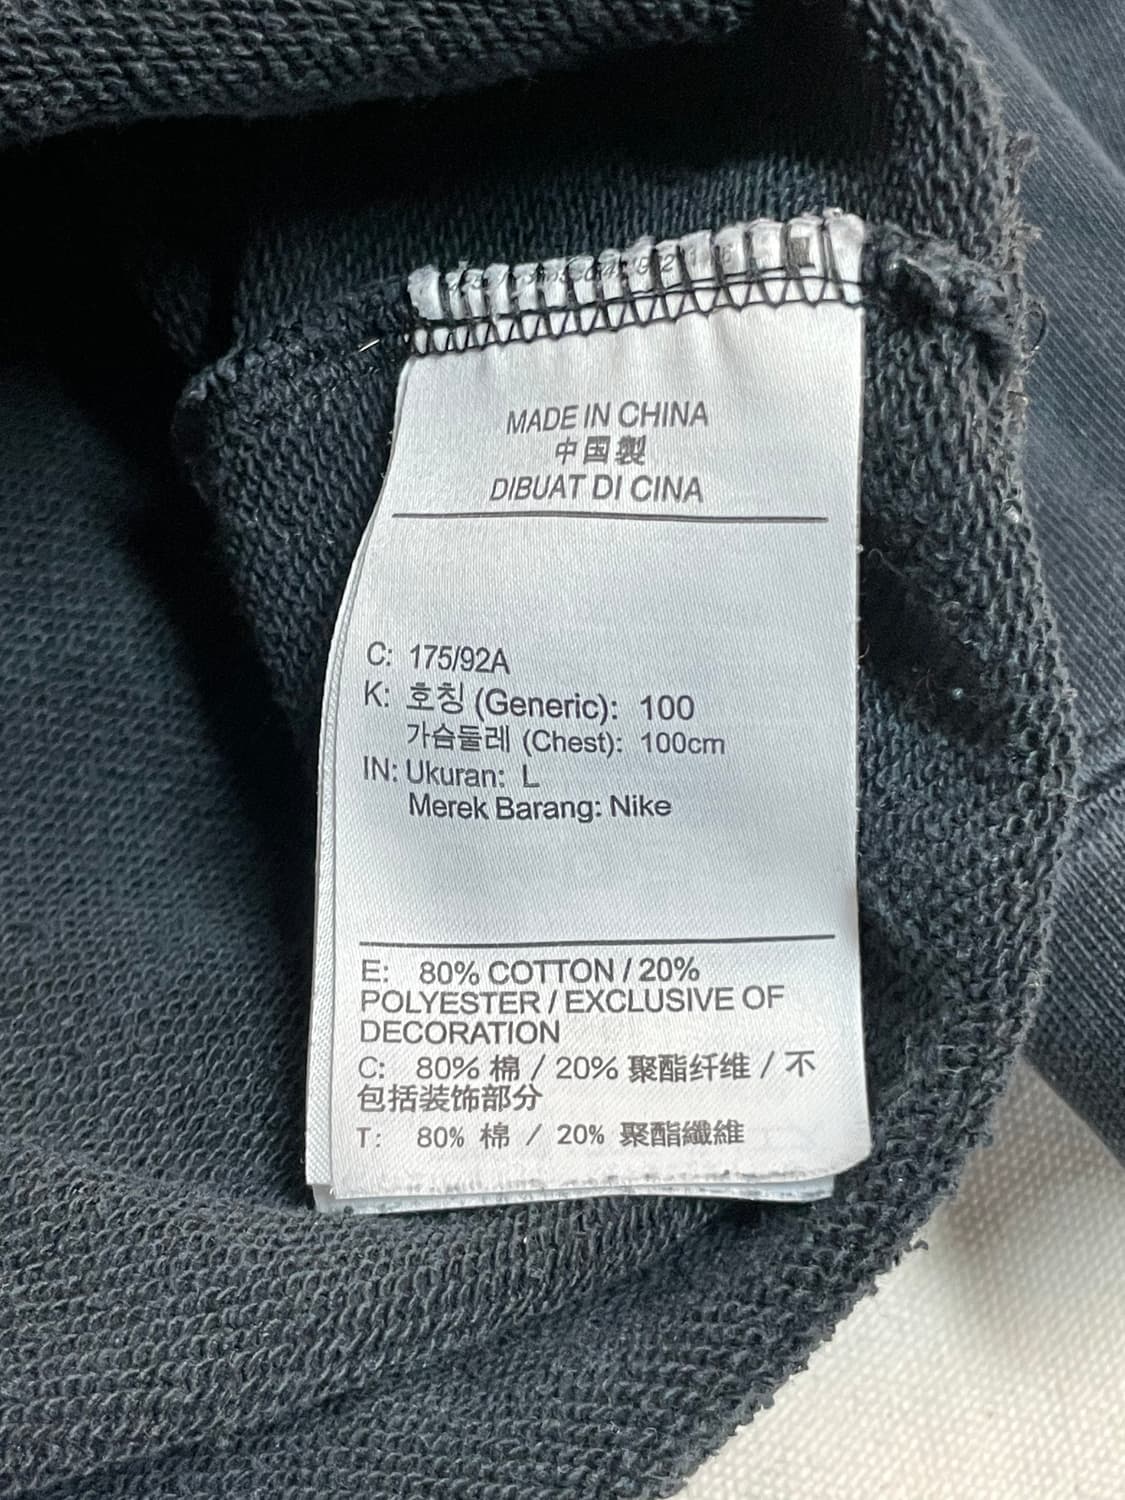 MADE IN CHINA
中国製
DIBUAT DI CINA
C: 175/92A
K: 호칭 (Generic): 100
가슴둘레 (Chest): 100cm
IN: Ukuran: L
Merek Barang: Nike
E: 80% COTTON / 20%
POLYESTER / EXCLUSIVE OF
DECORATION
C: 80% 棉 / 20% 聚酯纤维 / 不
包括装饰部分
T: 80% 棉 / 20% 聚酯纖維